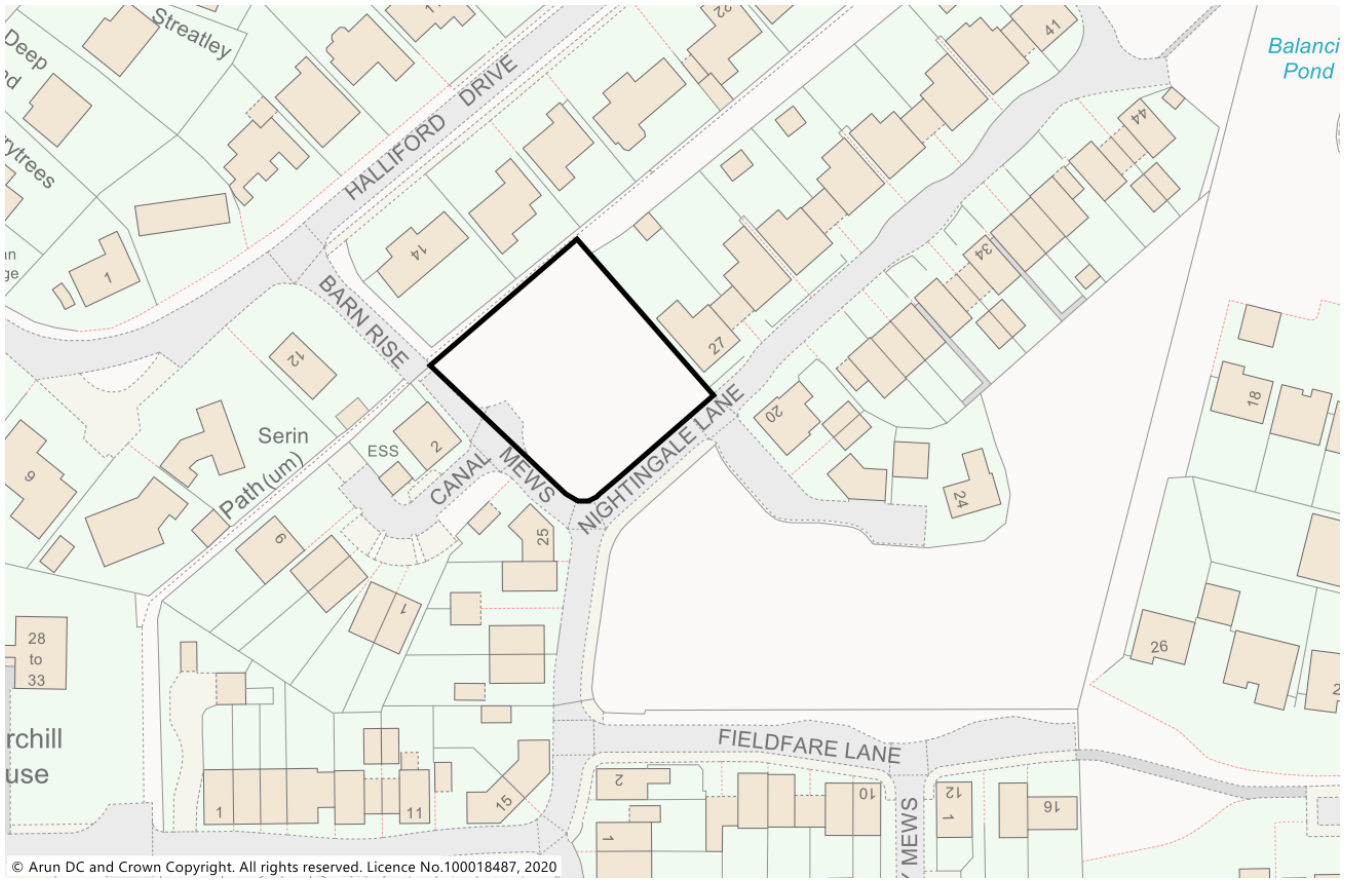 Streatley
Deep
HALLIFORD DRIVE
22
41
Balanci
Pond
44
14
1
BARN RISE
12
34
27
20
18
24
Serin
ESS
2
Path(um)
CANAL MEWS
NIGHTINGALE LANE
9
6
25
1
28
to
33
rchill
use
26
FIELDFARE LANE
1
11
15
2
1
10
12
1
16
MEWS
© Arun DC and Crown Copyright. All rights reserved. Licence No.100018487, 2020